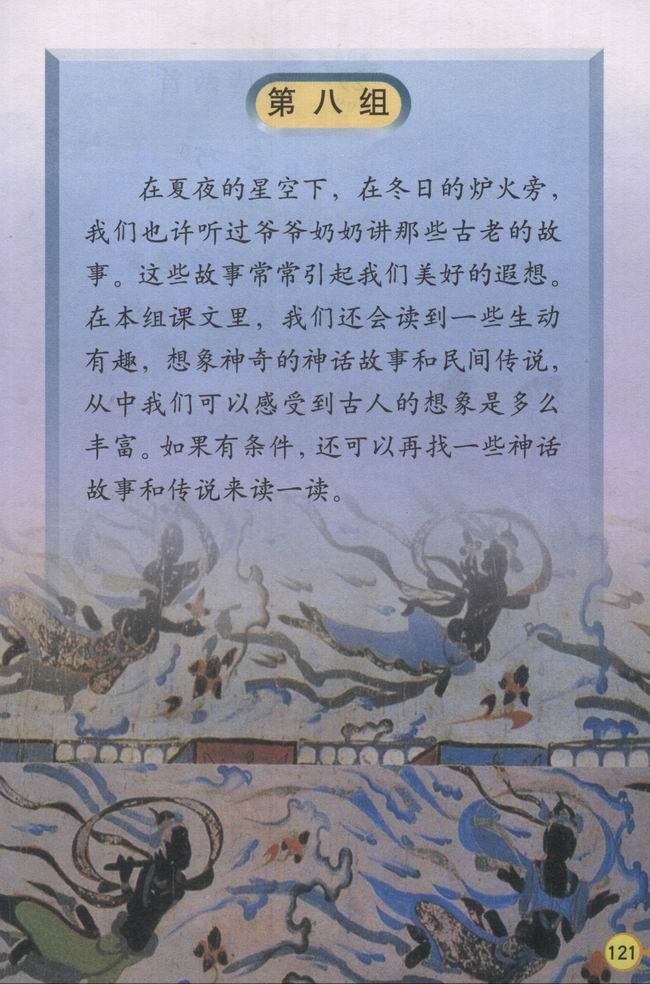 第八组
在夏夜的星空下，在冬日的炉火旁，
我们也许听过爷爷奶奶讲那些古老的故
事。这些故事常常引起我们美好的遐想。
在本组课文里，我们还会读到一些生动
有趣，想象神奇的神话故事和民间传说，
从中我们可以感受到古人的想象是多么
丰富。如果有条件，还可以再找一些神话
故事和传说来读一读。
121